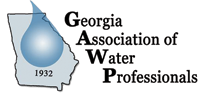 Georgia
Association of
Water
Professionals
1932